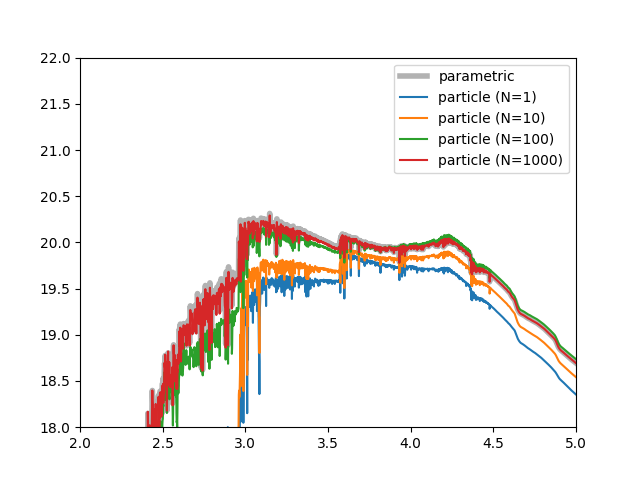 22.0
21.5
21.0
20.5
20.0
19.5
19.0
18.5
18.0
2.0 2.5 3.0 3.5 4.0 4.5 5.0
parametric
particle (N=1)
particle (N=10)
particle (N=100)
particle (N=1000)